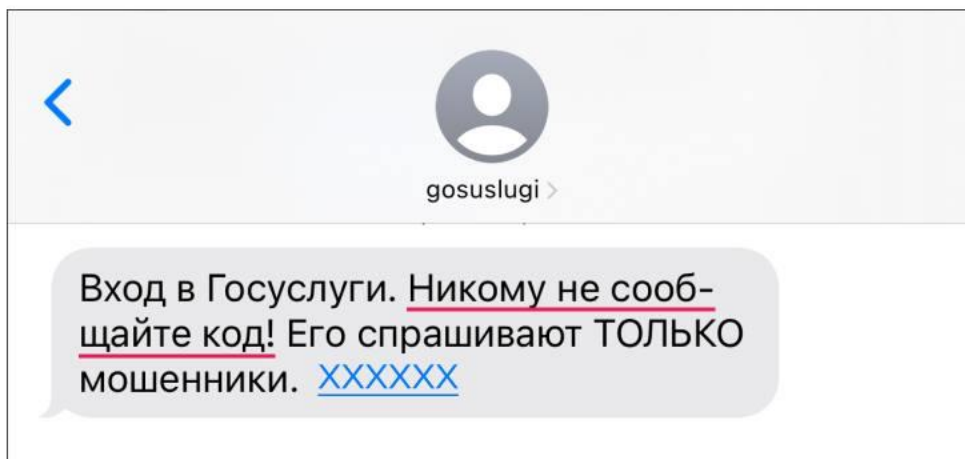 gosuslugi
Вход в Госуслуги. Никому не сооб-
щайте код! Его спрашивают ТОЛЬКО
мошенники. XXXXXX